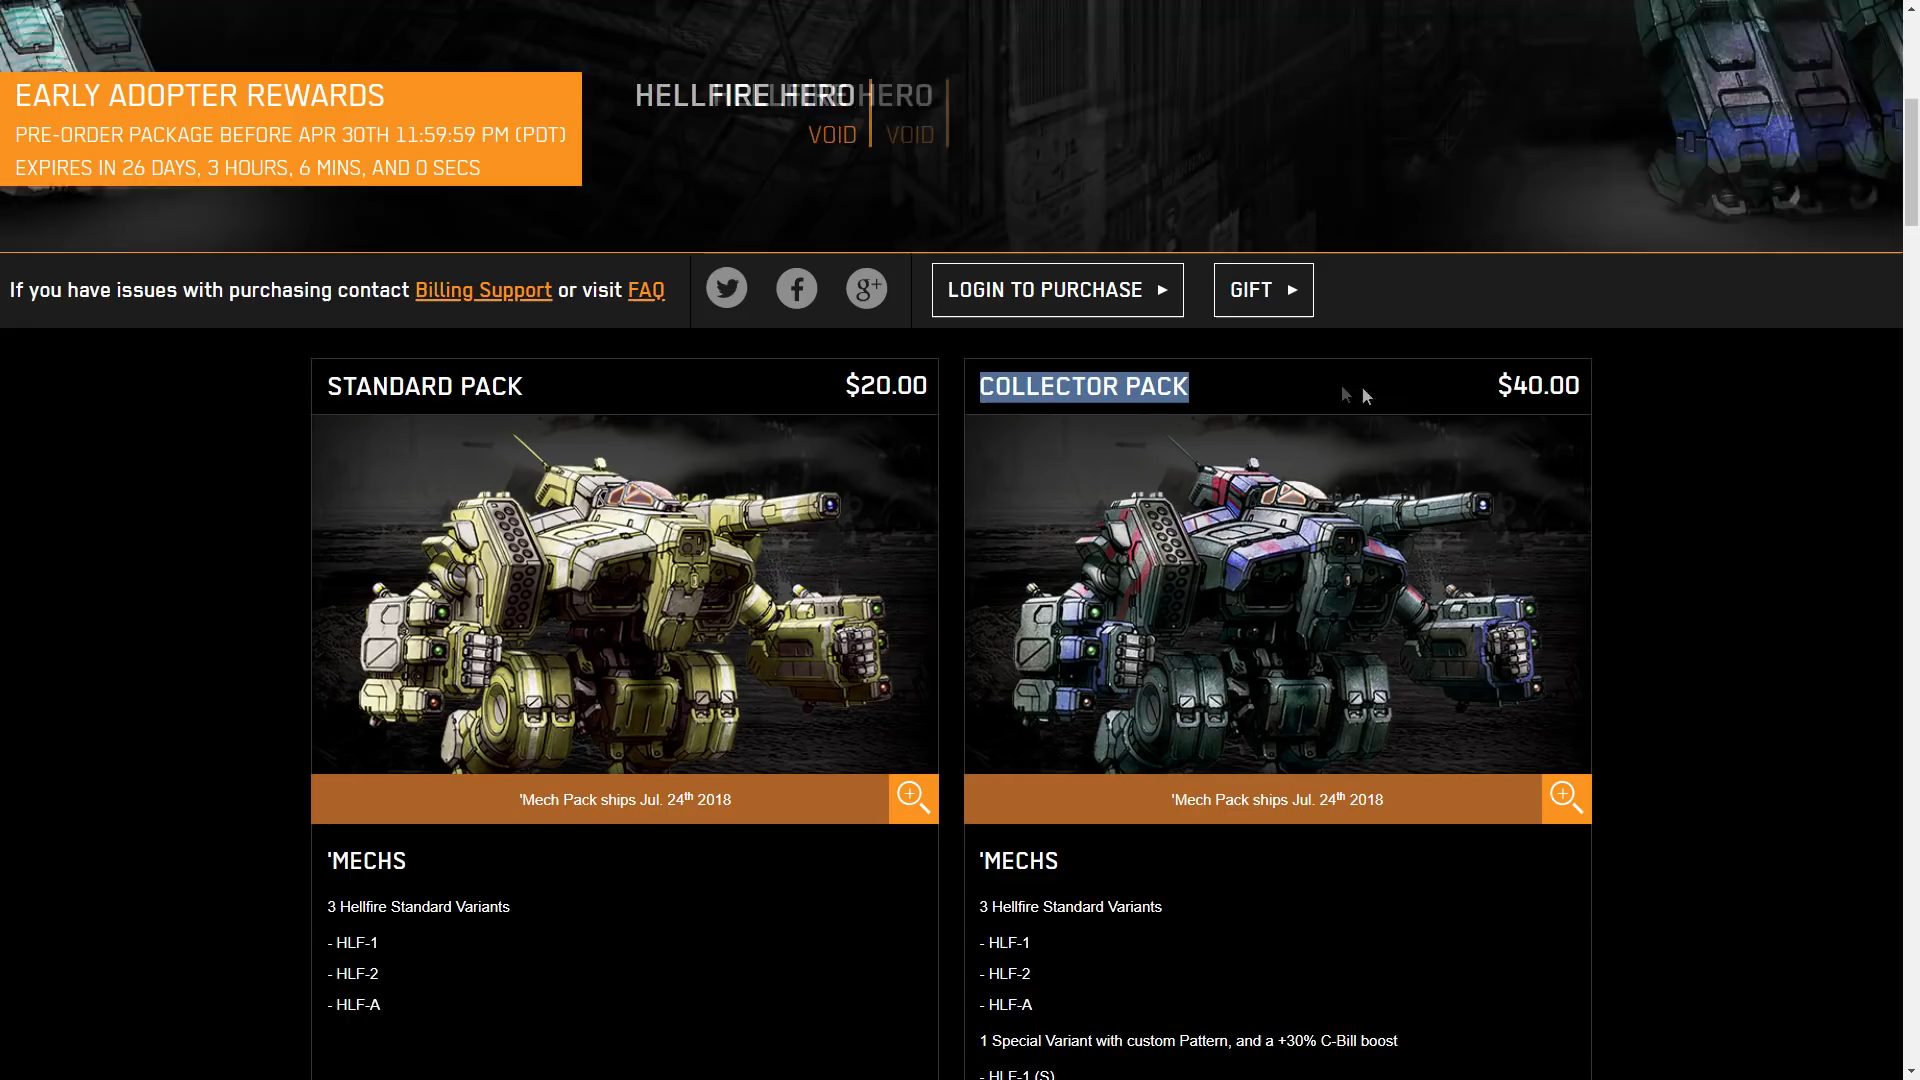 EARLY ADOPTER REWARDS
PRE-ORDER PACKAGE BEFORE APR 30TH 11:59:59 PM (PDT)
EXPIRES IN 26 DAYS, 3 HOURS, 6 MINS, AND 0 SECS
HELLFIRE HERO
VOID VOID
If you have issues with purchasing contact Billing Support or visit FAQ
g+
LOGIN TO PURCHASE
GIFT
STANDARD PACK
$20.00
'Mech Pack ships Jul. 24th 2018
'MECHS
3 Hellfire Standard Variants
- HLF-1
- HLF-2
- HLF-A
COLLECTOR PACK
$40.00
'Mech Pack ships Jul. 24th 2018
'MECHS
3 Hellfire Standard Variants
- HLF-1
- HLF-2
- HLF-A
1 Special Variant with custom Pattern, and a +30% C-Bill boost
- HLF-1 (S)